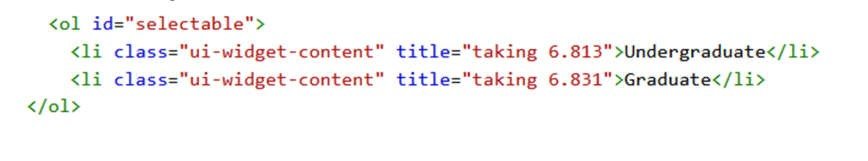 <ol id="selectable">
<li class="ui-widget-content" title="taking 6.813">Undergraduate</li>
<li class="ui-widget-content" title="taking 6.831">Graduate</li>
</ol>